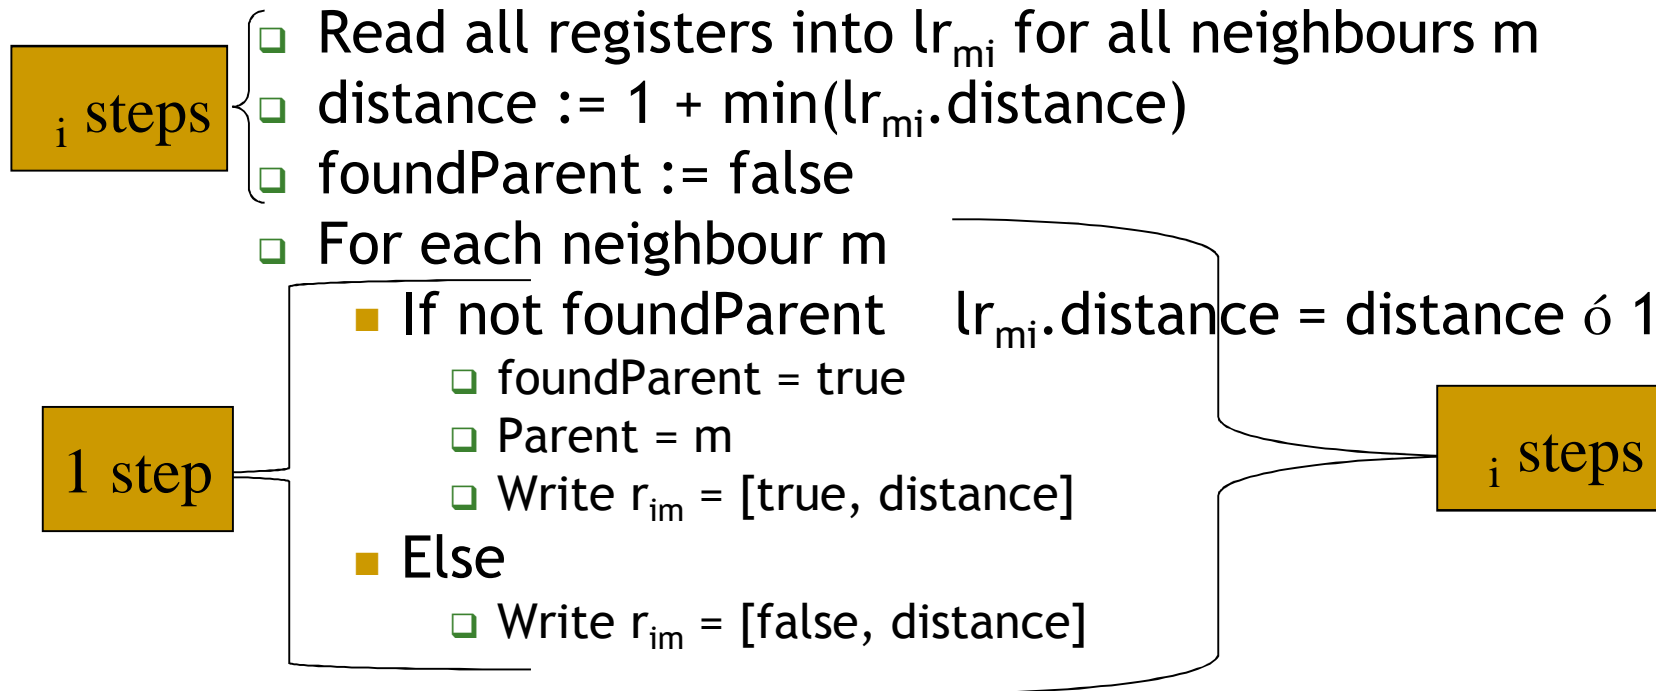 Read all registers into lrmi for all neighbours m
i steps
distance := 1 + min(lrmi.distance)
foundParent := false
For each neighbour m
If not foundParent lrmi.distance = distance ó 1
foundParent = true
Parent = m
1 step
i steps
Write rim = [true, distance]
Else
Write rim = [false, distance]